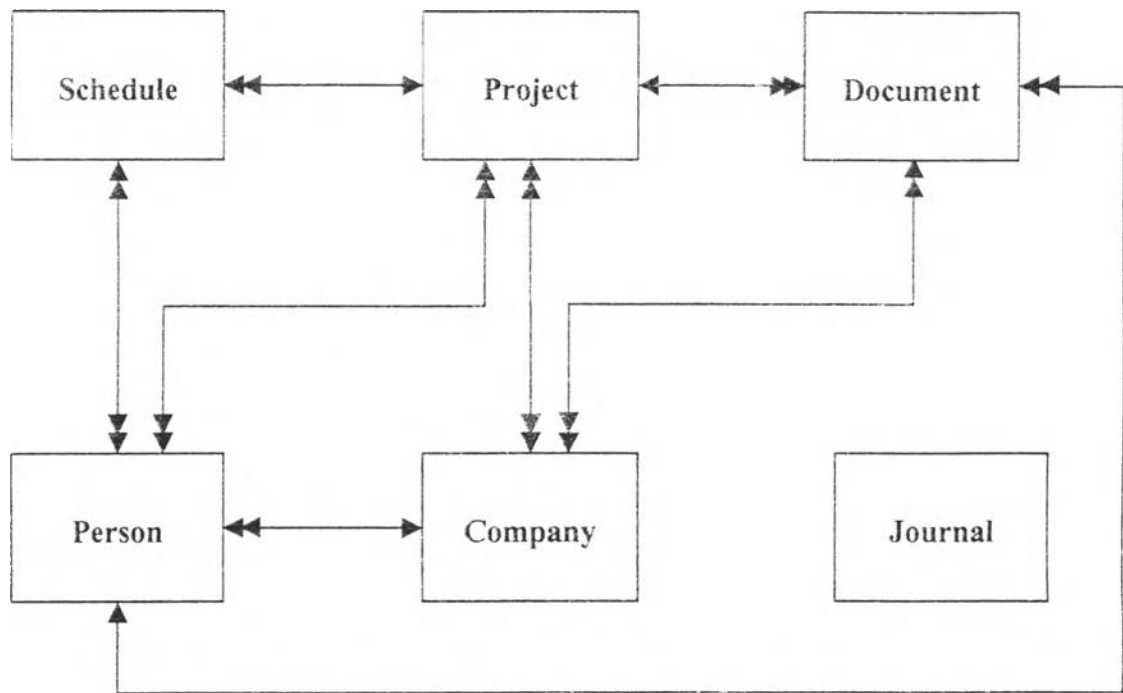 Schedule
Project
Document
Person
Company
Journal